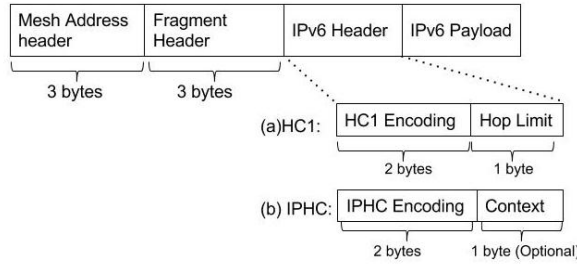 Mesh Address
header
Fragment
Header
IPv6 Header
IPv6 Payload
3 bytes
3 bytes
(a)HC1:
HC1 Encoding
Hop Limit
2 bytes
1 byte
(b) IPHC:
IPHC Encoding
Context
2 bytes
1 byte (Optional)